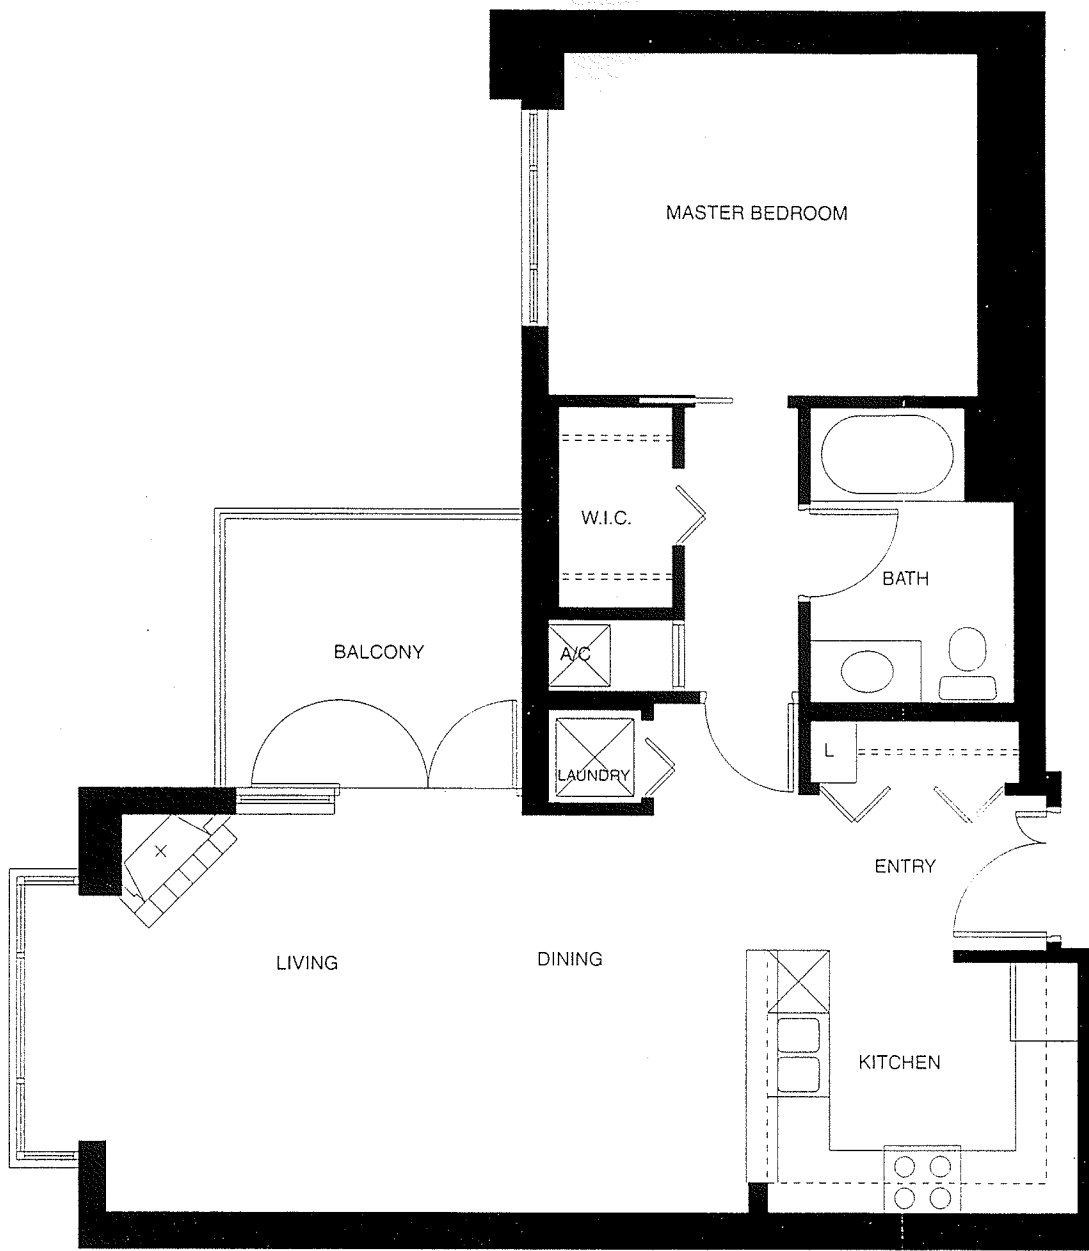 MASTER BEDROOM
W.I.C.
BATH
BALCONY
A/C
L
LAUNDRY
ENTRY
LIVING
DINING
KITCHEN